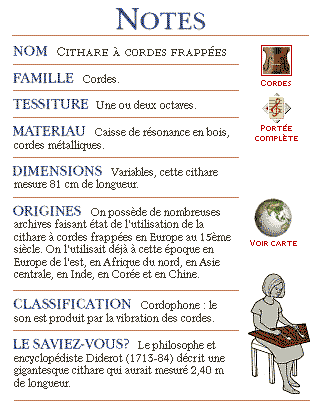 NOTES
NOM CITHARE À CORDES FRAPPÉES
FAMILLE Cordes.
CORDES
TESSITURE Une ou deux octaves.
PORTÉE
COMPLÈTE
MATERIAU Caisse de résonance en bois,
cordes métalliques.
DIMENSIONS Variables, cette cithare
mesure 81 cm de longueur.
ORIGINES On possède de nombreuses
archives faisant état de l'utilisation de la
cithare à cordes frappées en Europe au 15ème
siècle. On l'utilisait déjà à cette époque en
Europe de l'est, en Afrique du nord, en Asie
centrale, en Inde, en Corée et en Chine.
VOIR CARTE
CLASSIFICATION Cordophone : le
son est produit par la vibration des cordes.
LE SAVIEZ-VOUS? Le philosophe et
encyclopédiste Diderot (1713-84) décrit une
gigantesque cithare qui aurait mesuré 2,40 m
de longueur.